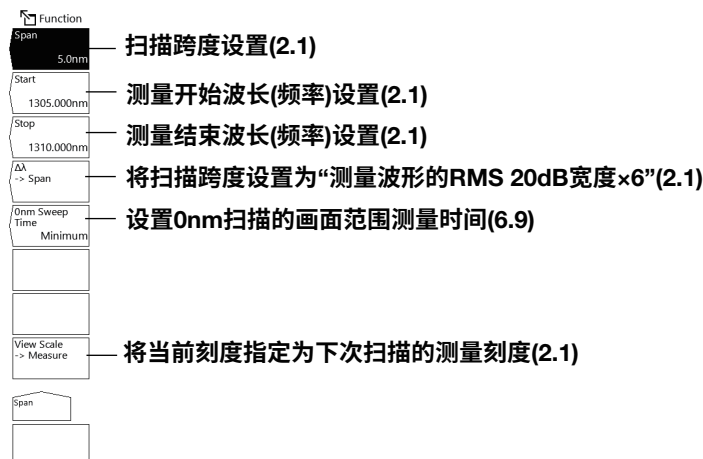 Function
Span
5.0nm
扫描跨度设置(2.1)
Start
1305.000nm
测量开始波长(频率)设置(2.1)
Stop
1310.000nm
测量结束波长(频率)设置(2.1)
Δλ
-> Span
将扫描跨度设置为“测量波形的RMS 20dB宽度×6”(2.1)
0nm Sweep
Time
Minimum
设置0nm扫描的画面范围测量时间(6.9)
View Scale
-> Measure
将当前刻度指定为下次扫描的测量刻度(2.1)
Span